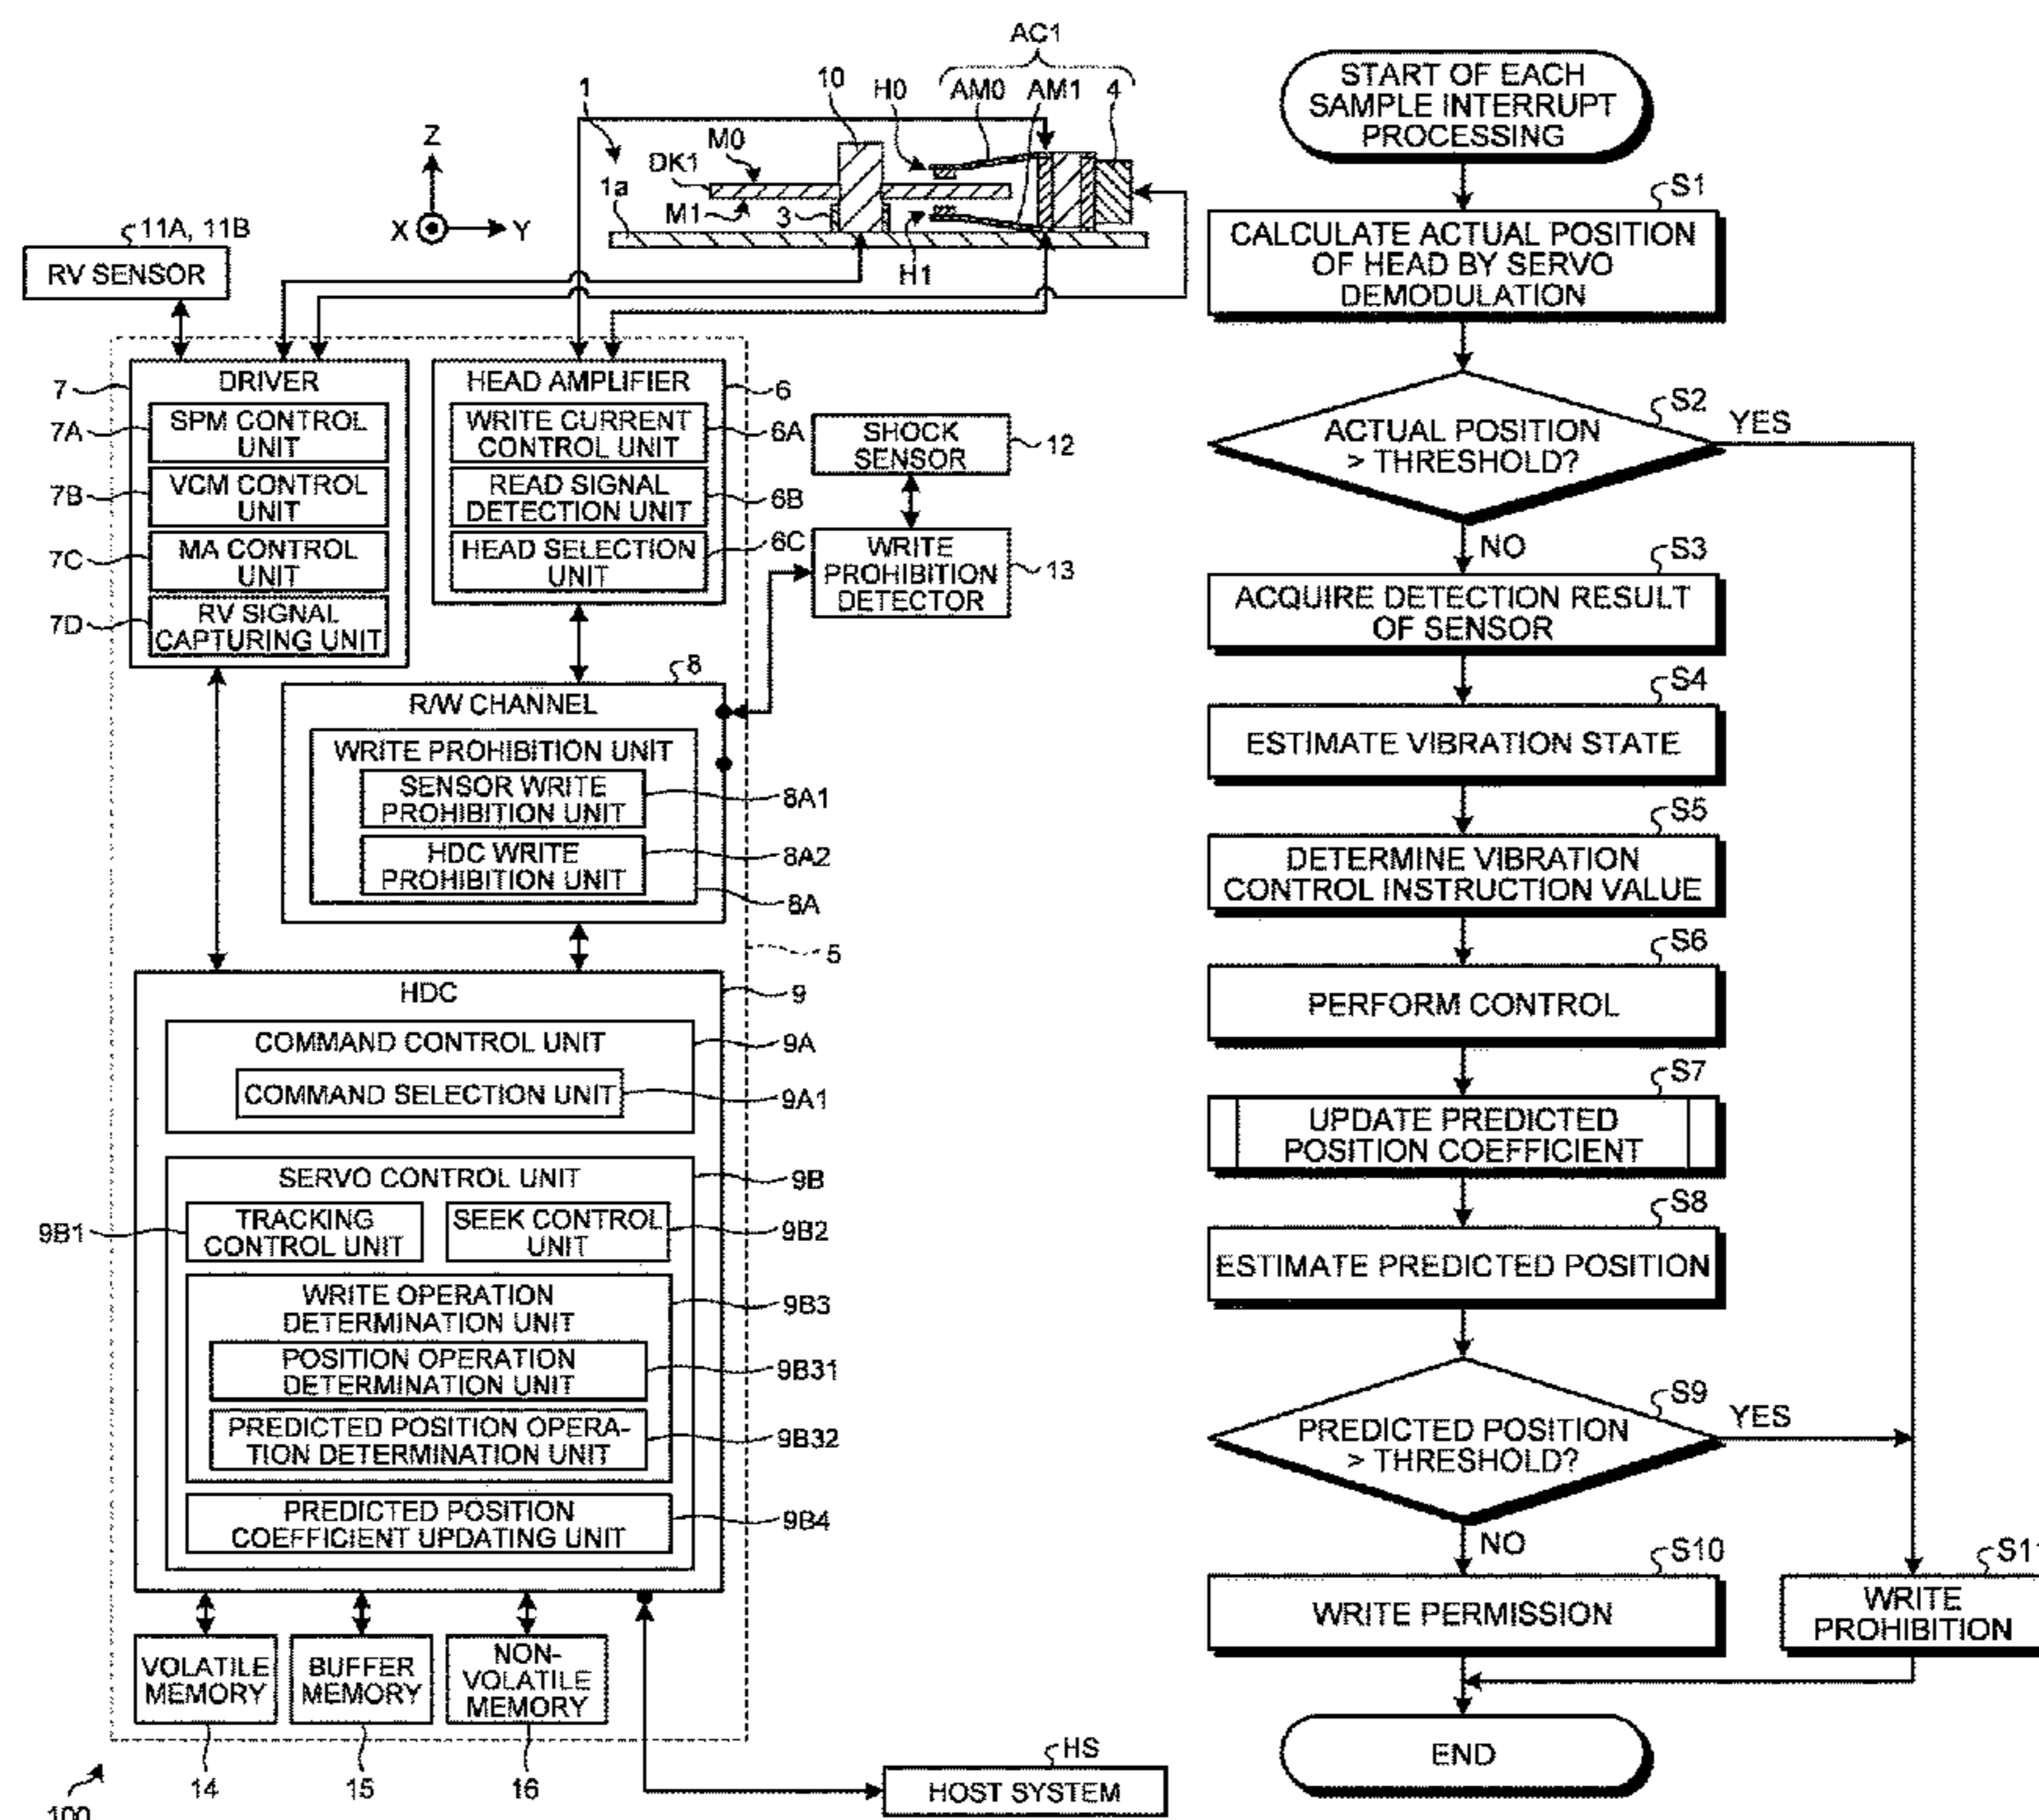 AC1
1
10
H0
AM0
AM1
4
Z
M0
DK1
1a
X
Y
M1
3
H1
11A, 11B
RV SENSOR
7
DRIVER
7A
SPM CONTROL
UNIT
7B
VCM CONTROL
UNIT
7C
MA CONTROL
UNIT
7D
RV SIGNAL
CAPTURING UNIT
HEAD AMPLIFIER
6
WRITE CURRENT
CONTROL UNIT
6A
READ SIGNAL
DETECTION UNIT
6B
HEAD SELECTION
UNIT
6C
SHOCK
SENSOR
12
WRITE
PROHIBITION
DETECTOR
13
8
R/W CHANNEL
WRITE PROHIBITION UNIT
SENSOR WRITE
PROHIBITION UNIT
8A1
HDC WRITE
PROHIBITION UNIT
8A2
8A
5
HDC
9
COMMAND CONTROL UNIT
9A
COMMAND SELECTION UNIT
9A1
SERVO CONTROL UNIT
9B
9B1
TRACKING
CONTROL UNIT
SEEK CONTROL
UNIT
9B2
WRITE OPERATION
DETERMINATION UNIT
9B3
POSITION OPERATION
DETERMINATION UNIT
9B31
PREDICTED POSITION OPERA-
TION DETERMINATION UNIT
9B32
PREDICTED POSITION
COEFFICIENT UPDATING UNIT
9B4
VOLATILE
MEMORY
BUFFER
MEMORY
NON-
VOLATILE
MEMORY
14
15
16
100
HS
HOST SYSTEM
START OF EACH
SAMPLE INTERRUPT
PROCESSING
S1
CALCULATE ACTUAL POSITION
OF HEAD BY SERVO
DEMODULATION
S2
YES
ACTUAL POSITION
> THRESHOLD?
NO
S3
ACQUIRE DETECTION RESULT
OF SENSOR
S4
ESTIMATE VIBRATION STATE
S5
DETERMINE VIBRATION
CONTROL INSTRUCTION VALUE
S6
PERFORM CONTROL
S7
UPDATE PREDICTED
POSITION COEFFICIENT
S8
ESTIMATE PREDICTED POSITION
S9
YES
PREDICTED POSITION
> THRESHOLD?
NO
S10
WRITE PERMISSION
S11
WRITE
PROHIBITION
END